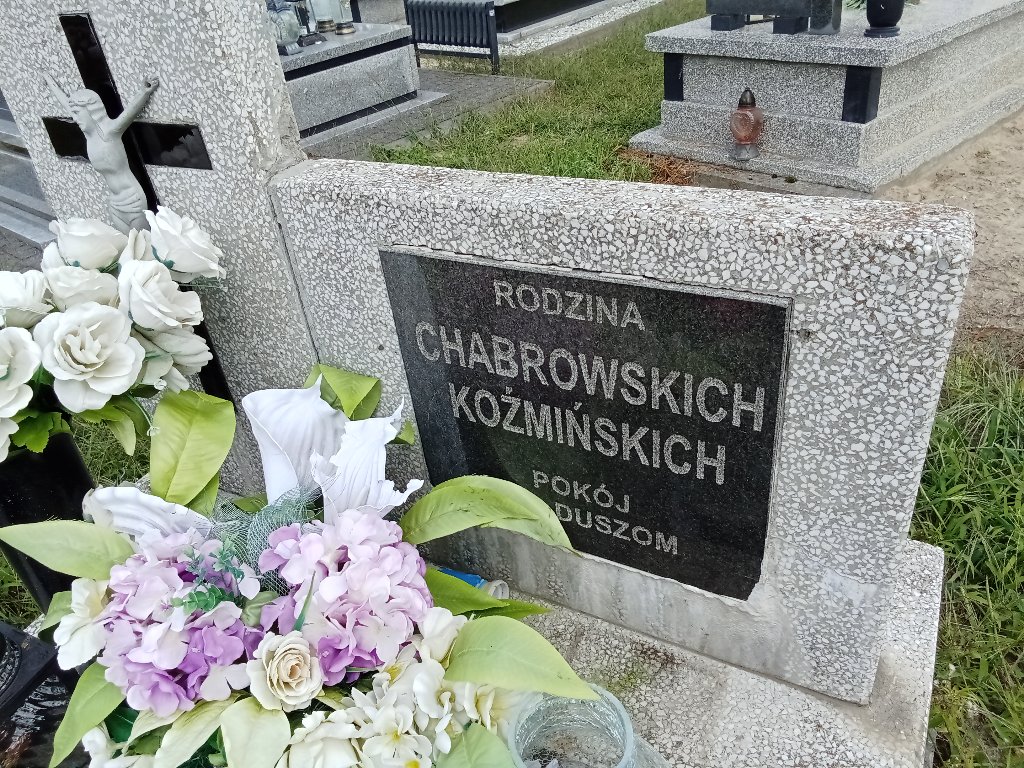 RODZINA
CHABROWSKICH
KOŹMIŃSKICH
POKÓJ
DUSZOM